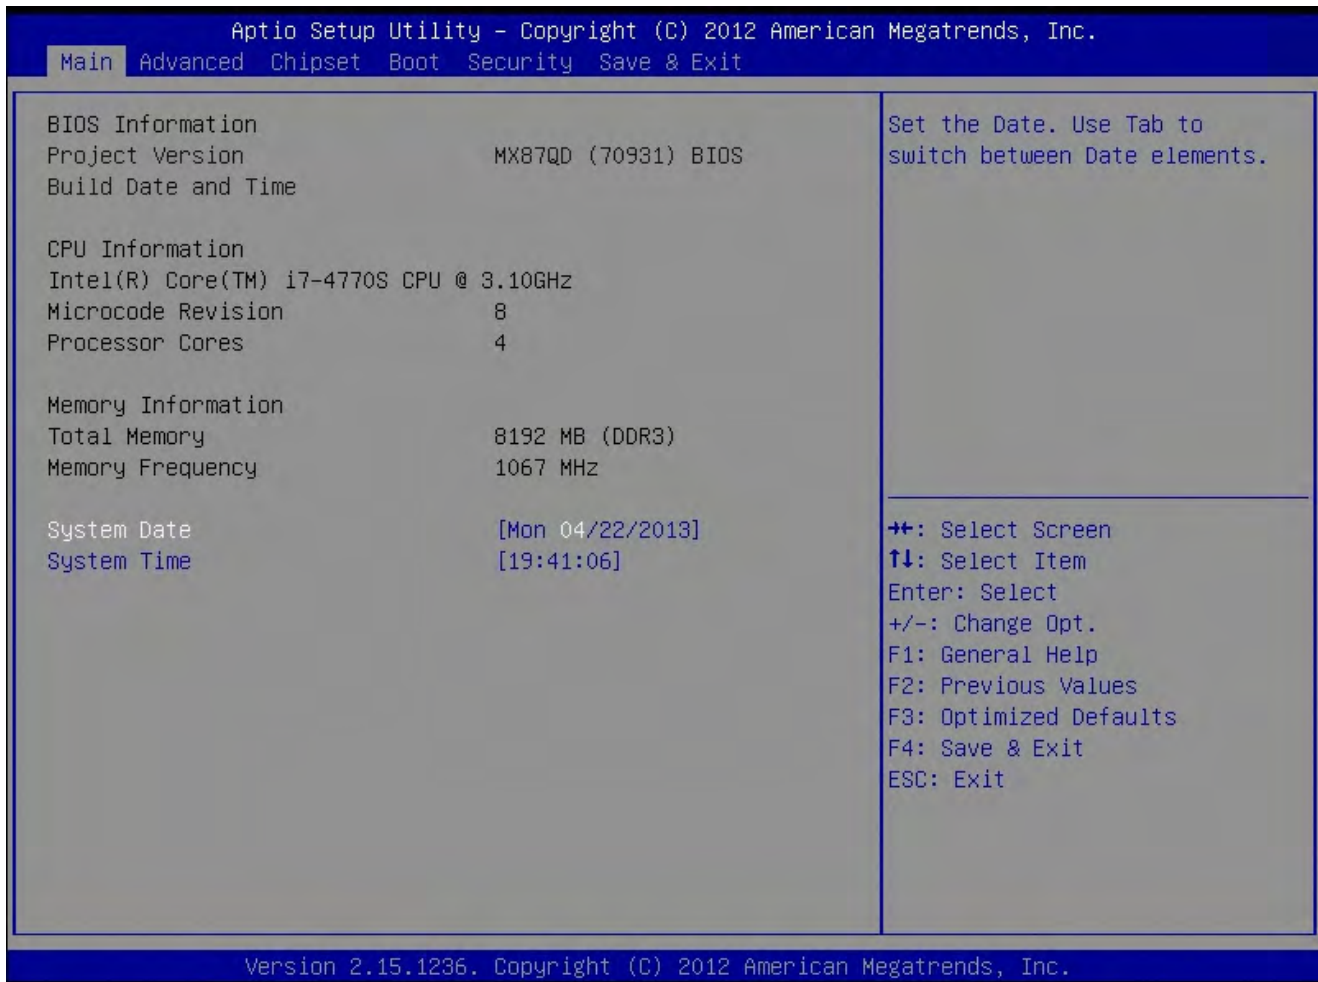 Aptio Setup Utility – Copyright (C) 2012 American Megatrends, Inc.
Main Advanced Chipset Boot Security Save & Exit
BIOS Information
Project Version MX87QD (70931) BIOS
Build Date and Time
CPU Information
Intel(R) Core(TM) i7-4770S CPU @ 3.10GHz
Microcode Revision 8
Processor Cores 4
Memory Information
Total Memory 8192 MB (DDR3)
Memory Frequency 1067 MHz
System Date [Mon 04/22/2013]
System Time [19:41:06]
Set the Date. Use Tab to
switch between Date elements.
→←: Select Screen
↑↓: Select Item
Enter: Select
+/-: Change Opt.
F1: General Help
F2: Previous Values
F3: Optimized Defaults
F4: Save & Exit
ESC: Exit
Version 2.15.1236. Copyright (C) 2012 American Megatrends, Inc.